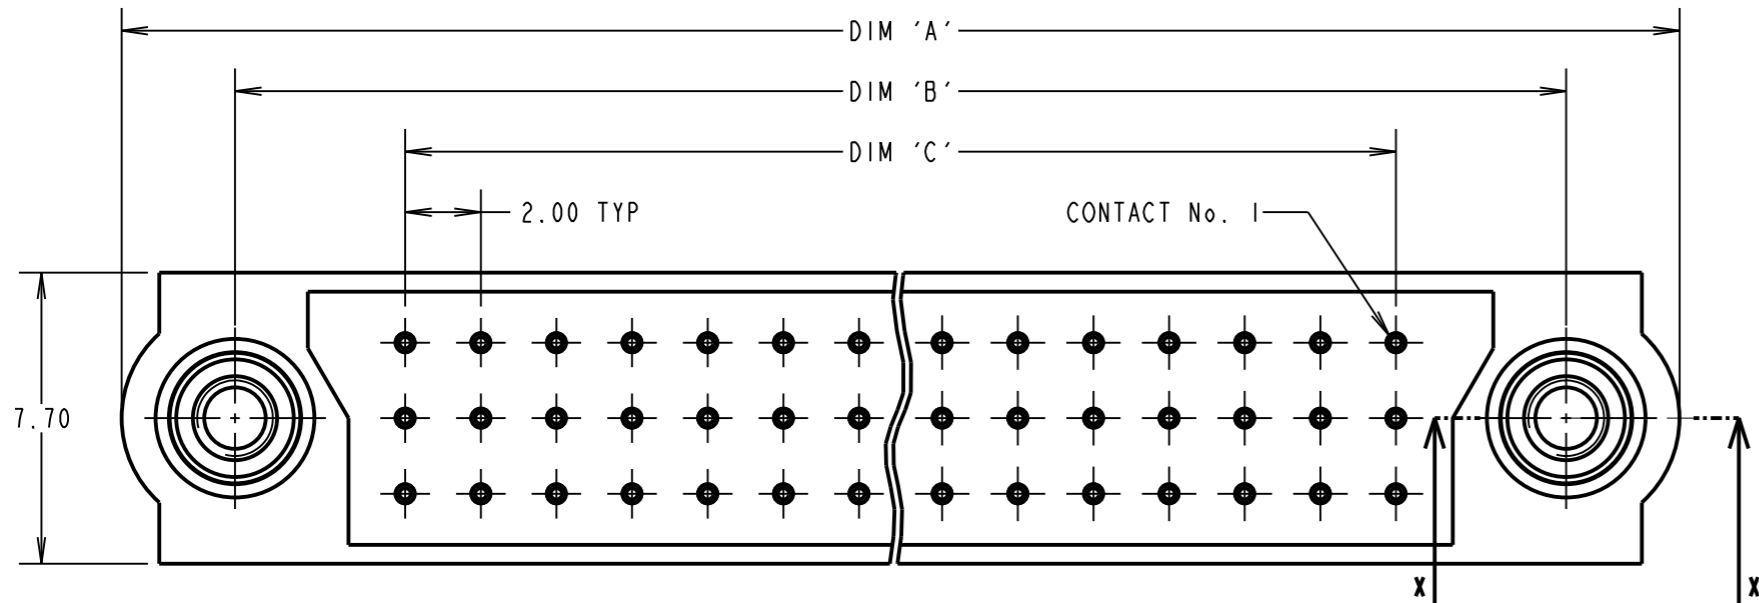 DIM 'A'
DIM 'B'
DIM 'C'
2.00 TYP
CONTACT No. 1
7.70
X X